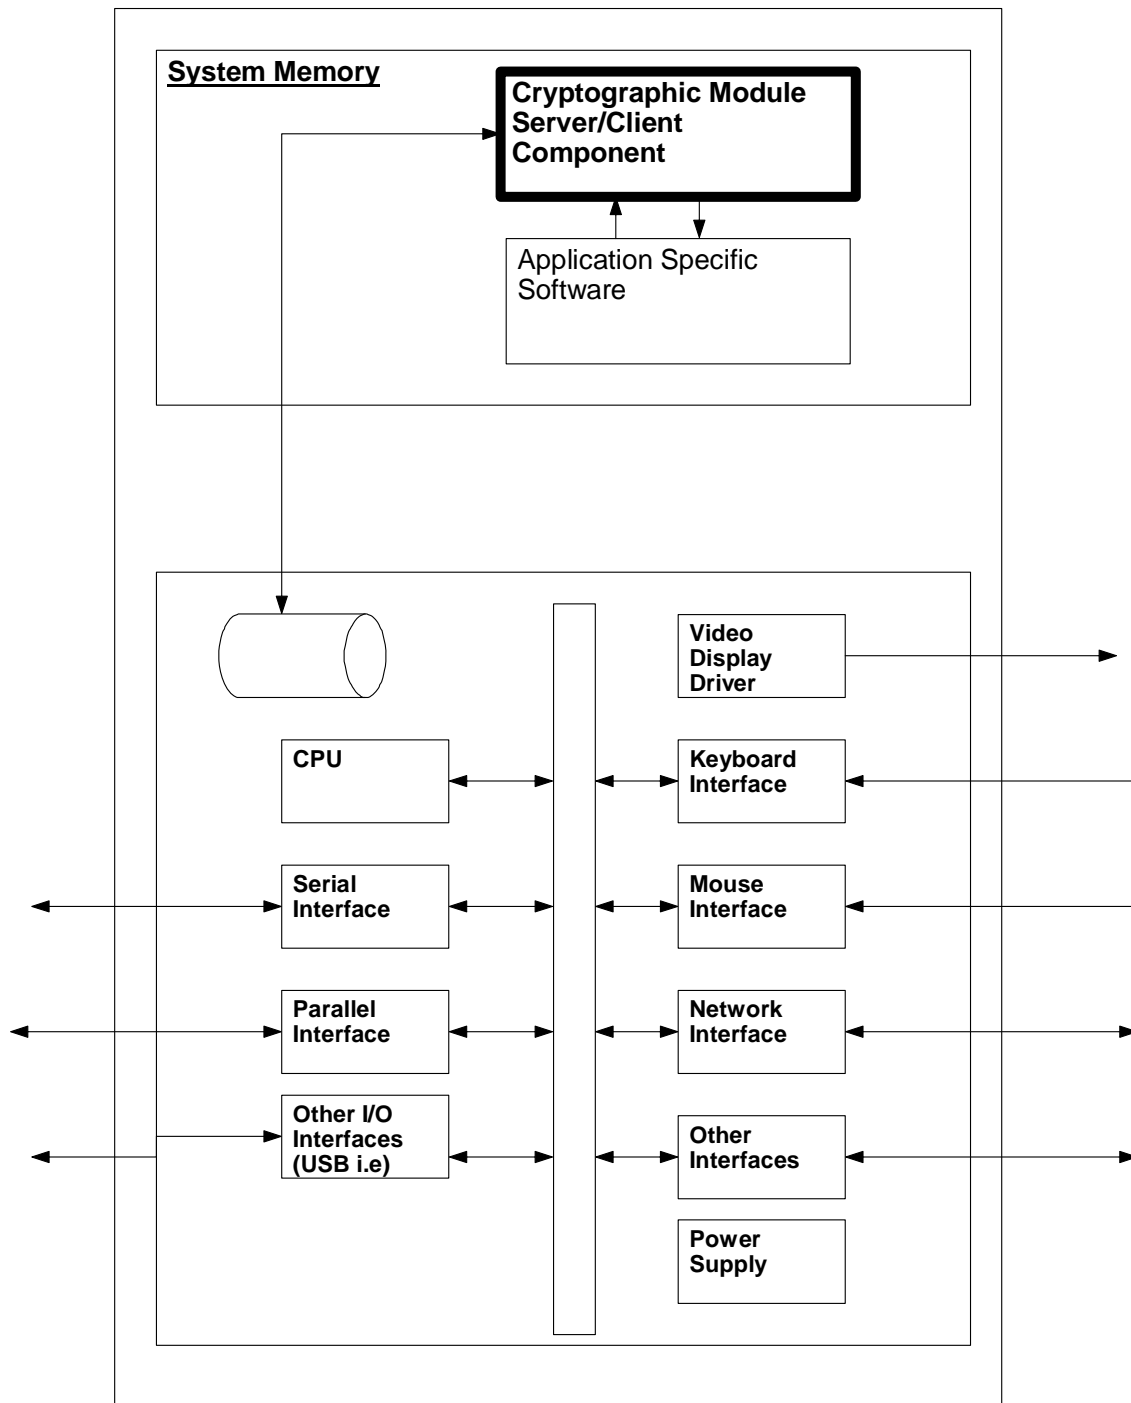 System Memory
Cryptographic Module
Server/Client
Component
Application Specific
Software
Video
Display
Driver
CPU
Keyboard
Interface
Serial
Interface
Mouse
Interface
Parallel
Interface
Network
Interface
Other I/O
Interfaces
(USB i.e)
Other
Interfaces
Power
Supply